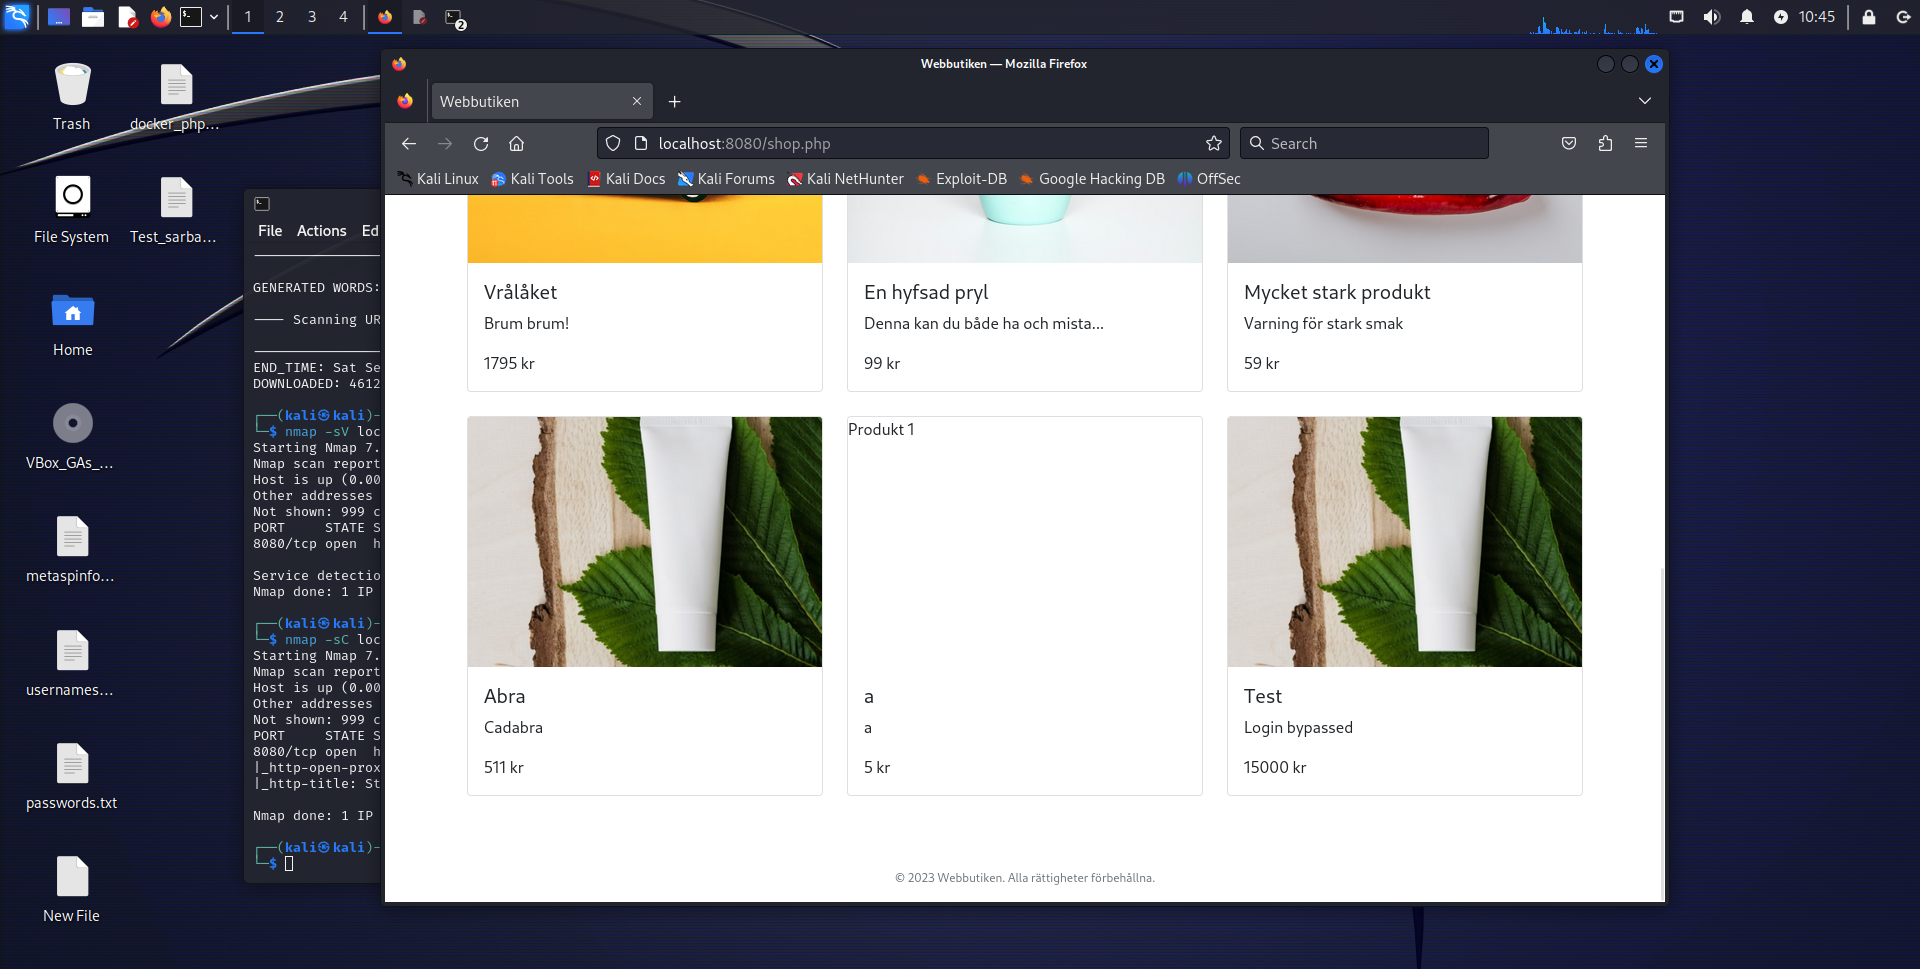 1 2 3 4
2
10:45
Trash
docker_php...
File System
Test_sarba...
Home
VBox_GAs_...
metaspinfo...
usernames...
passwords.txt
New File
File Actions Ed
GENERATED WORDS:
---- Scanning UR
END_TIME: Sat Se
DOWNLOADED: 4612
(kali㉿kali)-
$ nmap -sV loc
Starting Nmap 7.
Nmap scan report
Host is up (0.00
Other addresses
Not shown: 999 c
PORT STATE S
8080/tcp open h
Service detectio
Nmap done: 1 IP
(kali㉿kali)-
$ nmap -sC loc
Starting Nmap 7.
Nmap scan report
Host is up (0.00
Other addresses
Not shown: 999 c
PORT STATE S
8080/tcp open h
|_http-open-prox
|_http-title: St
Nmap done: 1 IP
(kali㉿kali)-
$
Webbutiken — Mozilla Firefox
Webbutiken
localhost:8080/shop.php
Search
Kali Linux Kali Tools Kali Docs Kali Forums Kali NetHunter Exploit-DB Google Hacking DB OffSec
Vrålåket
Brum brum!
1795 kr
En hyfsad pryl
Denna kan du både ha och mista...
99 kr
Mycket stark produkt
Varning för stark smak
59 kr
Abra
Cadabra
511 kr
Produkt 1
a
a
5 kr
Test
Login bypassed
15000 kr
© 2023 Webbutiken. Alla rättigheter förbehållna.